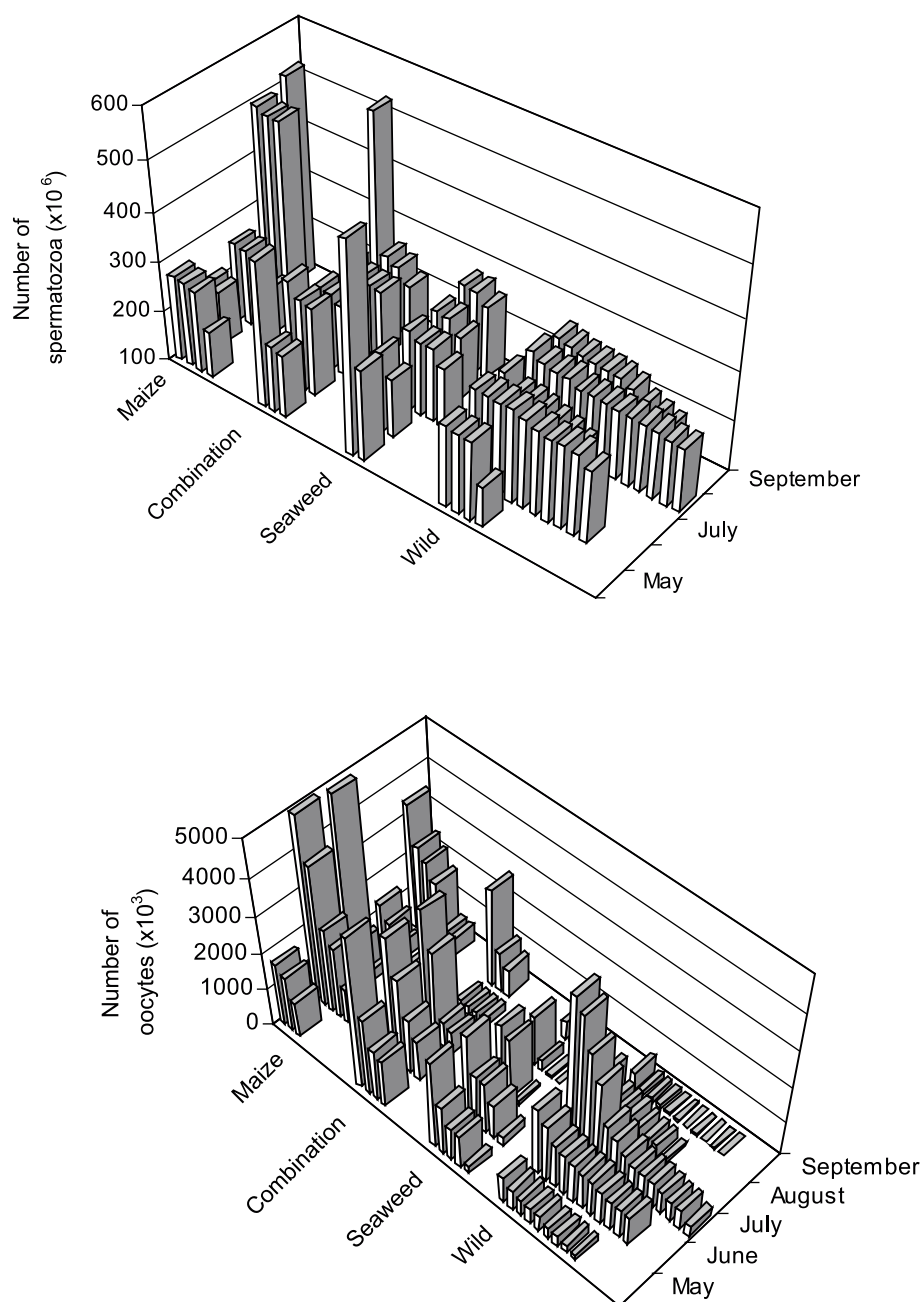 600
500
400
300
200
100
Number of
spermatozoa (x10⁶)
Maize
Combination
Seaweed
Wild
September
July
May
5000
4000
3000
2000
1000
0
Number of
oocytes (x10³)
Maize
Combination
Seaweed
Wild
September
August
July
June
May